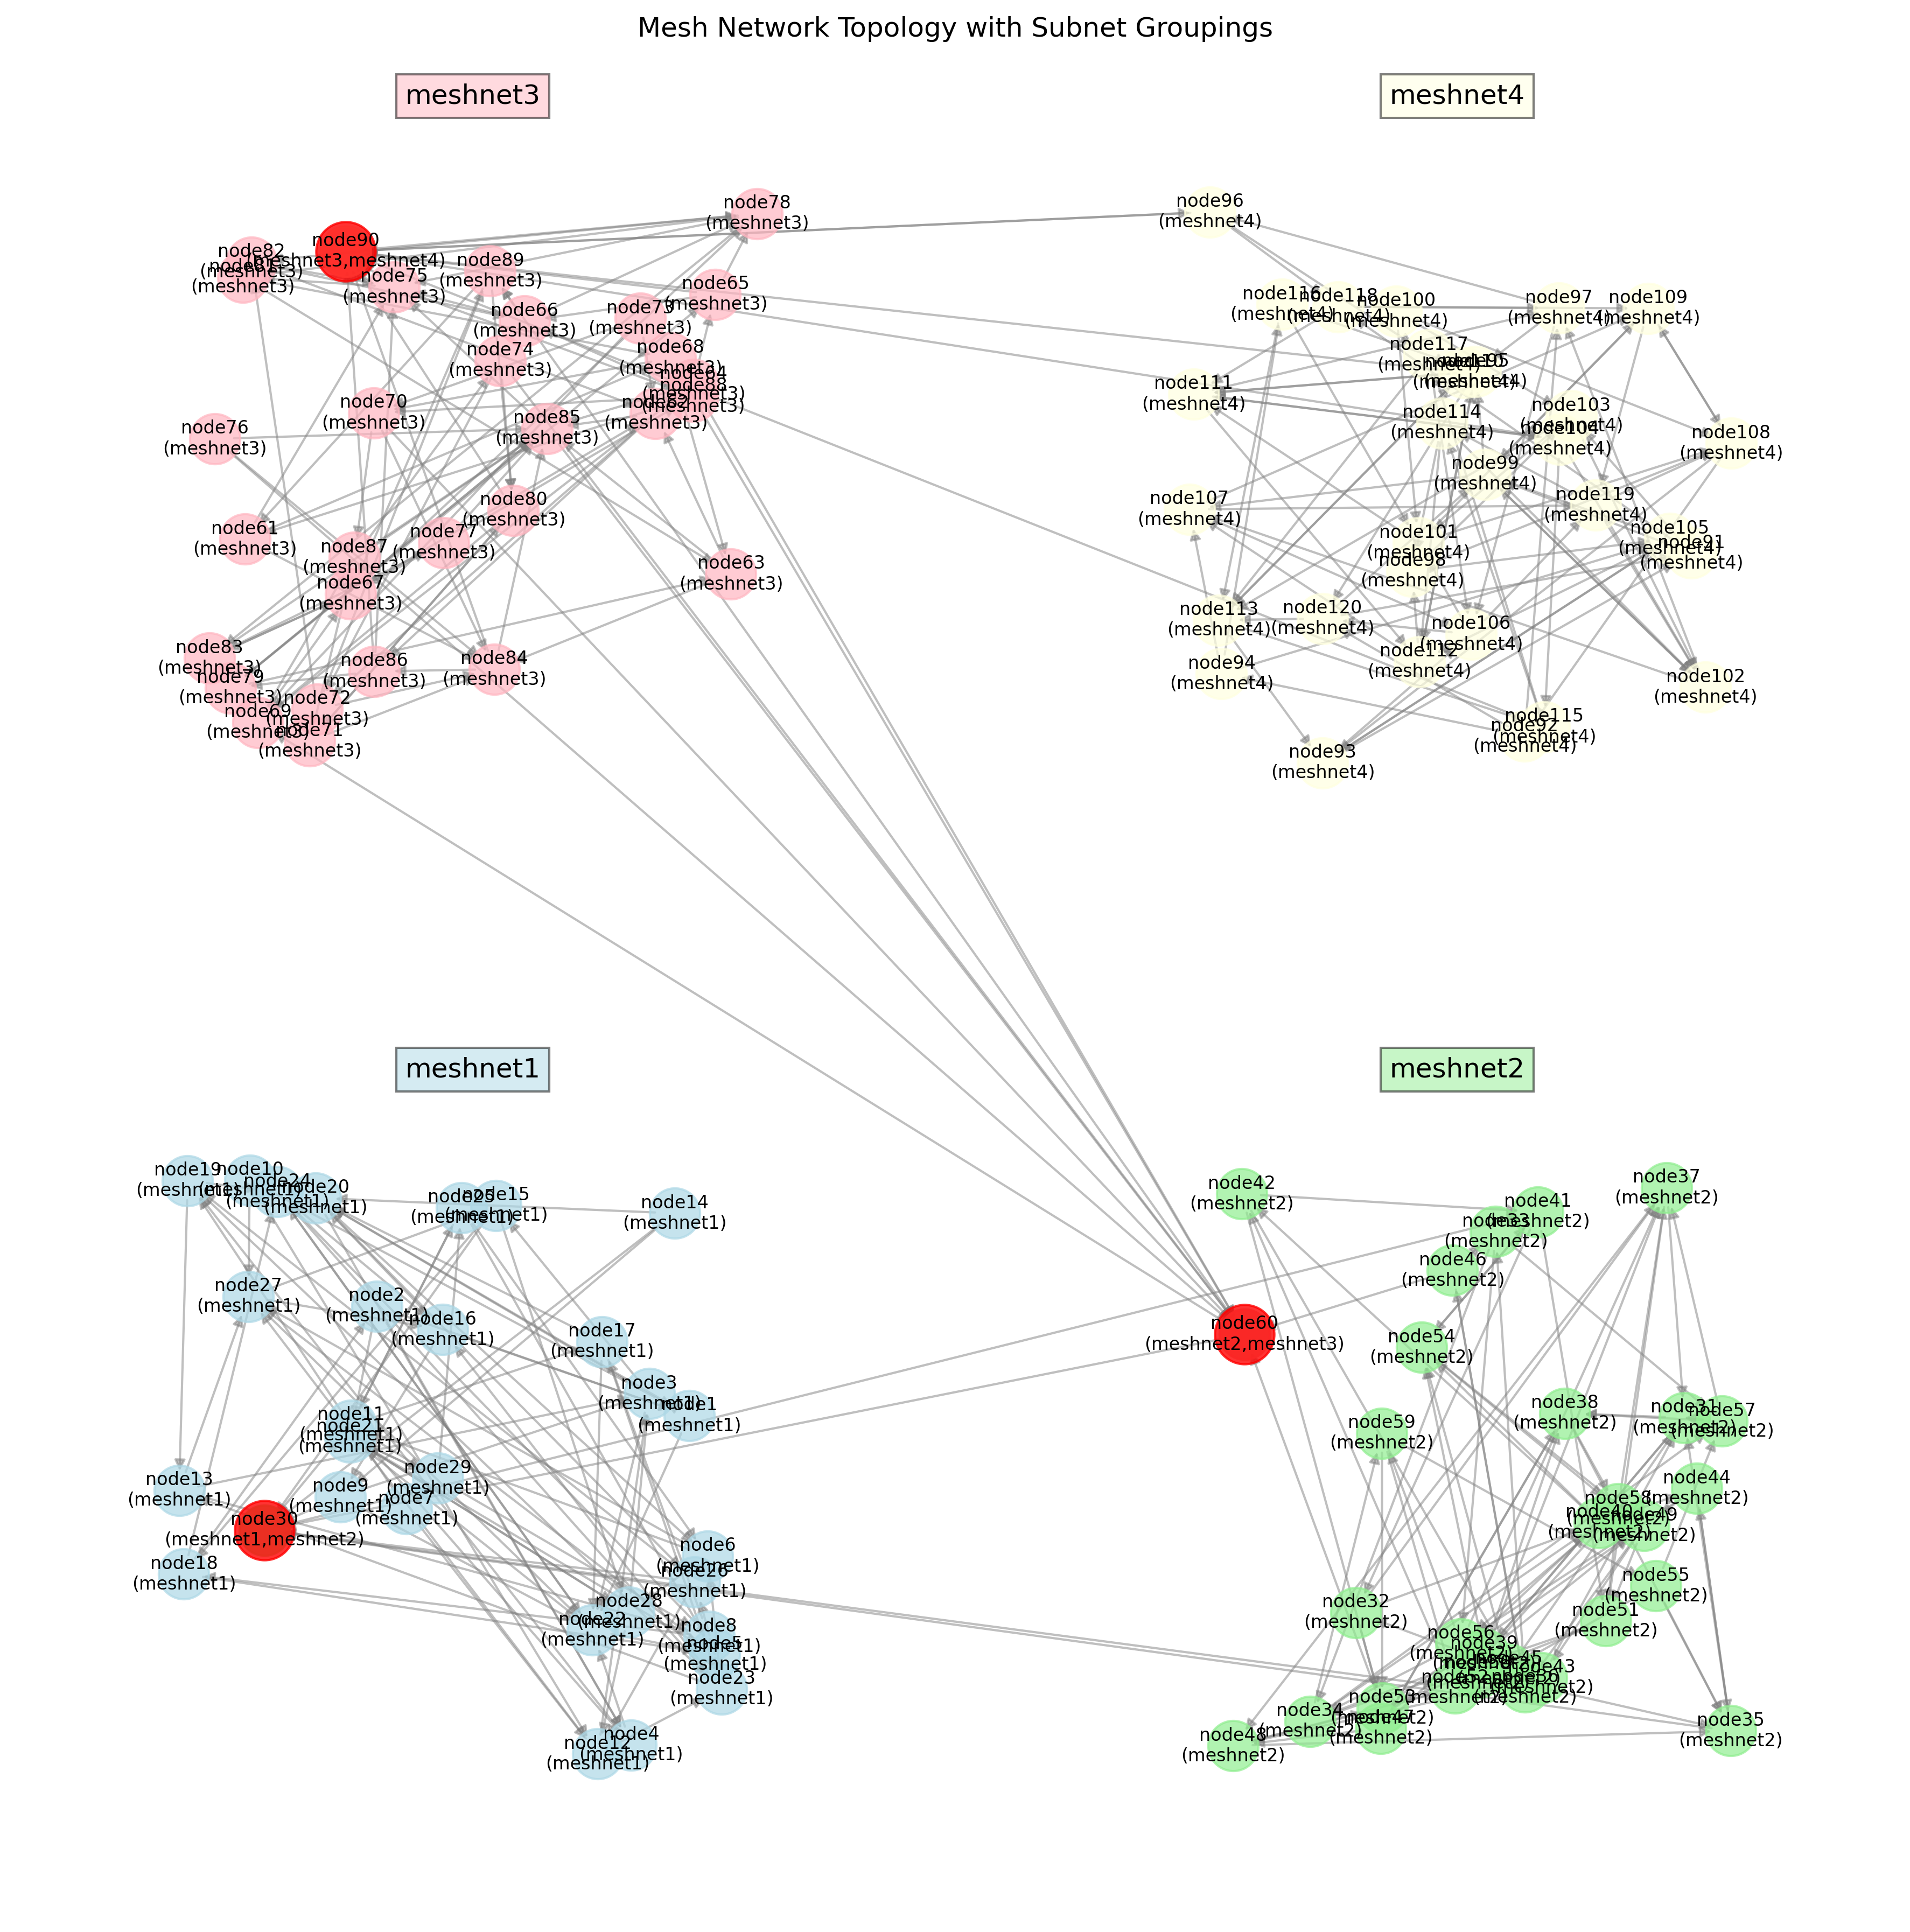 Mesh Network Topology with Subnet Groupings
meshnet3
meshnet4
node78
(meshnet3)
node96
(meshnet4)
node90
(meshnet3,meshnet4)
node82
(meshnet3)
node81
(meshnet3)
node75
(meshnet3)
node89
(meshnet3)
node65
(meshnet3)
node66
(meshnet3)
node73
(meshnet3)
node74
(meshnet3)
node68
(meshnet3)
node64
(meshnet3)
node88
(meshnet3)
node62
(meshnet3)
node70
(meshnet3)
node85
(meshnet3)
node76
(meshnet3)
node80
(meshnet3)
node61
(meshnet3)
node77
(meshnet3)
node87
(meshnet3)
node63
(meshnet3)
node67
(meshnet3)
node83
(meshnet3)
node79
(meshnet3)
node86
(meshnet3)
node84
(meshnet3)
node72
(meshnet3)
node69
(meshnet3)
node71
(meshnet3)
node116
(meshnet4)
node118
(meshnet4)
node100
(meshnet4)
node97
(meshnet4)
node109
(meshnet4)
node117
(meshnet4)
node110
(meshnet4)
node95
(meshnet4)
node111
(meshnet4)
node114
(meshnet4)
node103
(meshnet4)
node104
(meshnet4)
node108
(meshnet4)
node99
(meshnet4)
node107
(meshnet4)
node119
(meshnet4)
node101
(meshnet4)
node105
(meshnet4)
node91
(meshnet4)
node98
(meshnet4)
node113
(meshnet4)
node120
(meshnet4)
node106
(meshnet4)
node112
(meshnet4)
node94
(meshnet4)
node102
(meshnet4)
node115
(meshnet4)
node92
(meshnet4)
node93
(meshnet4)
meshnet1
meshnet2
node19
(meshnet1)
node10
(meshnet1)
node24
(meshnet1)
node20
(meshnet1)
node25
(meshnet1)
node15
(meshnet1)
node14
(meshnet1)
node27
(meshnet1)
node2
(meshnet1)
node16
(meshnet1)
node17
(meshnet1)
node3
(meshnet1)
node1
(meshnet1)
node11
(meshnet1)
node21
(meshnet1)
node13
(meshnet1)
node29
(meshnet1)
node9
(meshnet1)
node7
(meshnet1)
node30
(meshnet1,meshnet2)
node18
(meshnet1)
node6
(meshnet1)
node26
(meshnet1)
node28
(meshnet1)
node22
(meshnet1)
node8
(meshnet1)
node5
(meshnet1)
node23
(meshnet1)
node4
(meshnet1)
node12
(meshnet1)
node42
(meshnet2)
node37
(meshnet2)
node41
(meshnet2)
node33
(meshnet2)
node46
(meshnet2)
node60
(meshnet2,meshnet3)
node54
(meshnet2)
node38
(meshnet2)
node31
(meshnet2)
node57
(meshnet2)
node59
(meshnet2)
node44
(meshnet2)
node58
(meshnet2)
node40
(meshnet2)
node49
(meshnet2)
node55
(meshnet2)
node32
(meshnet2)
node51
(meshnet2)
node56
(meshnet2)
node39
(meshnet2)
node45
(meshnet2)
node43
(meshnet2)
(meshnet2)
(meshnet2)
node53
(meshnet2)
node34
(meshnet2)
node47
(meshnet2)
node48
(meshnet2)
node35
(meshnet2)